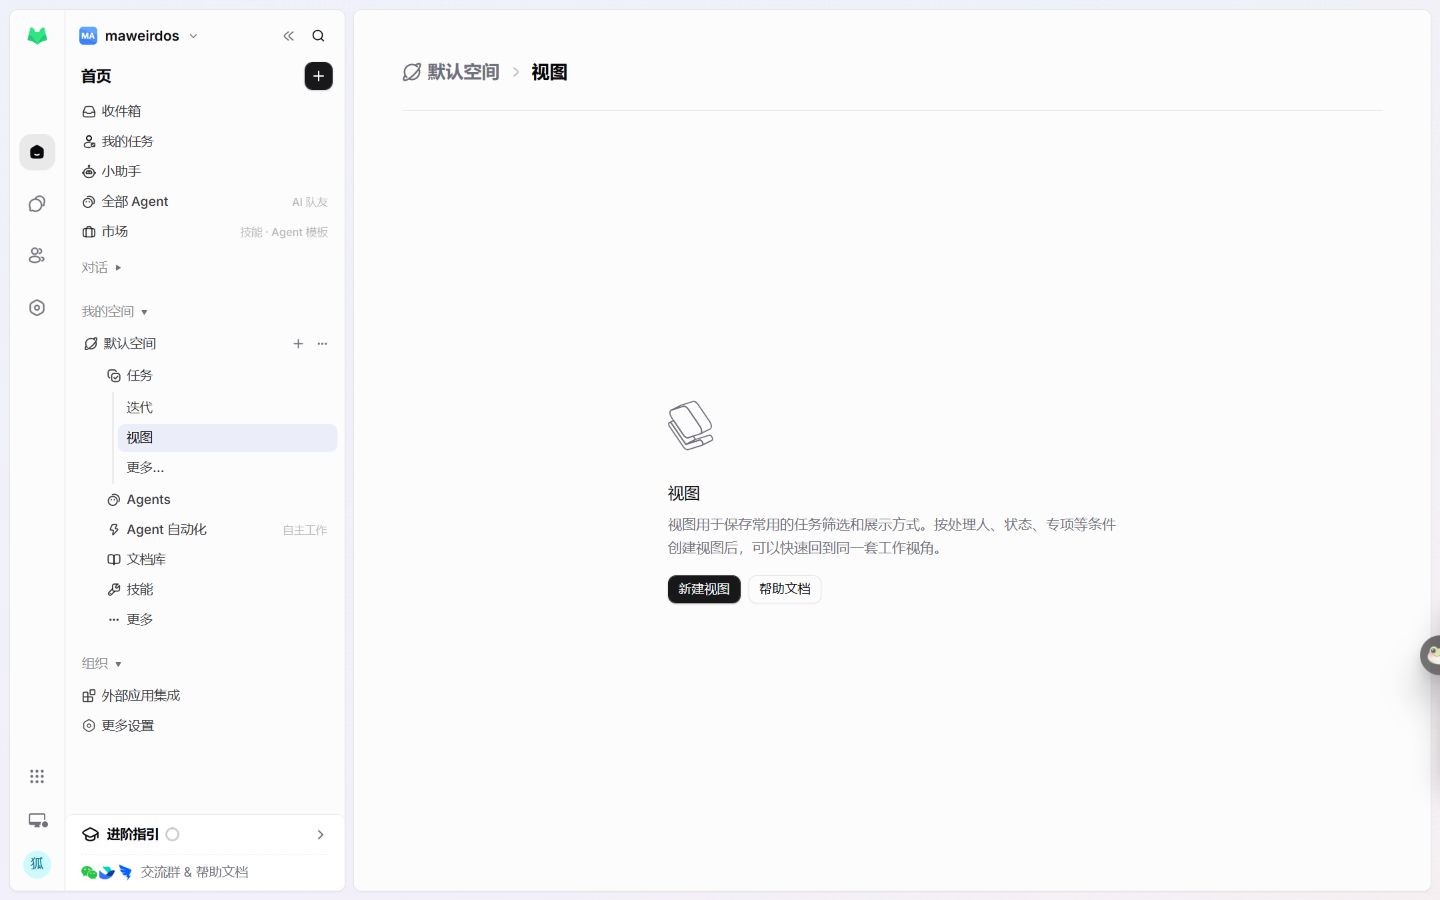 MA maweirdos
首页
收件箱
我的任务
小助手
全部 Agent AI 队友
市场 技能 · Agent 模板
对话
我的空间
默认空间
任务
迭代
视图
更多...
Agents
Agent 自动化 自主工作
文档库
技能
更多
组织
外部应用集成
更多设置
进阶指引
交流群 & 帮助文档
狐
默认空间 > 视图
视图
视图用于保存常用的任务筛选和展示方式。按处理人、状态、专项等条件
创建视图后，可以快速回到同一套工作视角。
新建视图 帮助文档